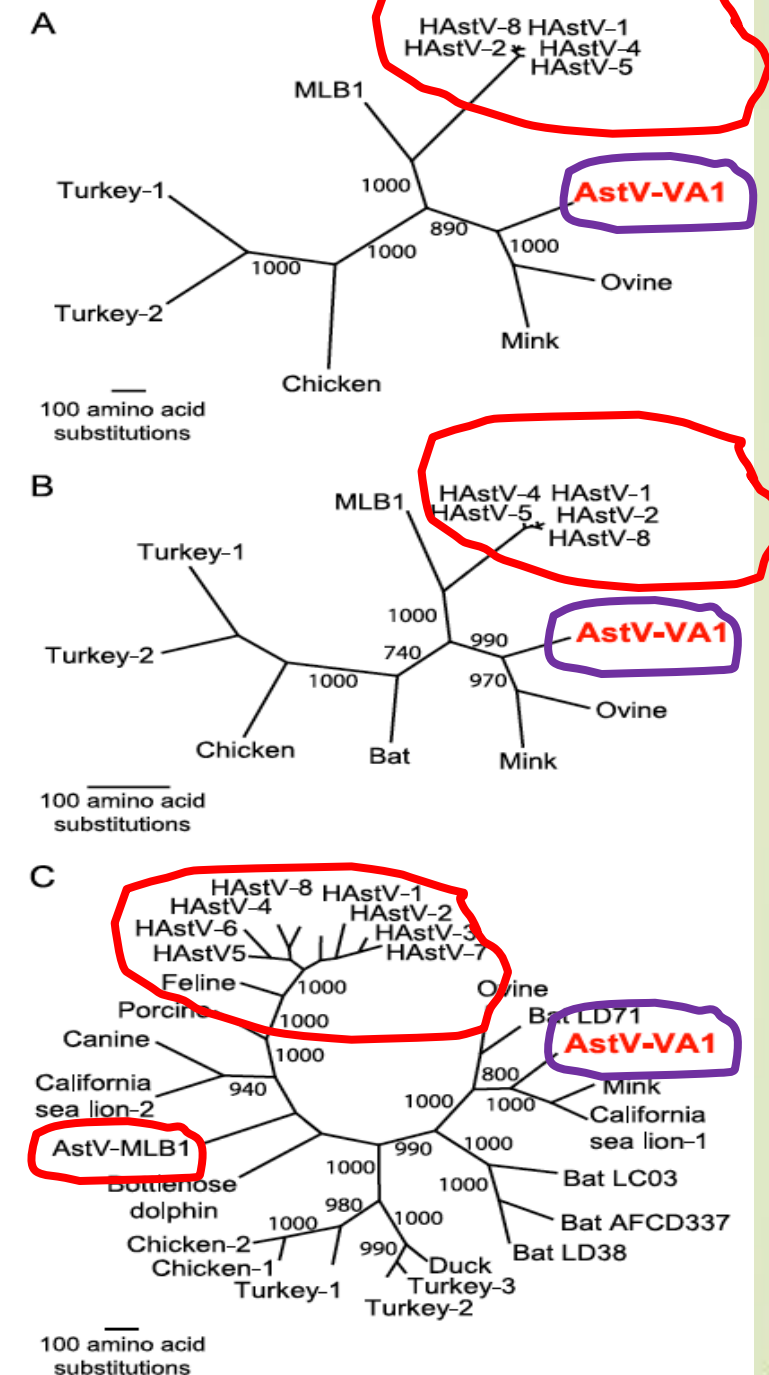 A
HAstV-8 HAstV-1
HAstV-2 HAstV-4
HAstV-5
MLB1
1000
Turkey-1
AstV-VA1
890
1000
1000
1000
Ovine
Turkey-2
Mink
Chicken
100 amino acid
substitutions
B
HAstV-4 HAstV-1
MLB1
HAstV-5 HAstV-2
HAstV-8
Turkey-1
1000
990
AstV-VA1
Turkey-2
740
1000
970
Ovine
Chicken
Bat
Mink
100 amino acid
substitutions
C
HAstV-8 HAstV-1
HAstV-4
HAstV-2
HAstV-6
HAstV-3
HAstV5
HAstV-7
Feline
1000
Ovine
Porcine
1000
Bat LD71
Canine
1000
AstV-VA1
800
California
sea lion-2
940
Mink
1000
1000
California
sea lion-1
AstV-MLB1
990
1000
1000
Bat LC03
Bottlenose
dolphin
1000
980
1000
1000
Bat AFCD337
Chicken-2
990
Bat LD38
Chicken-1
Duck
Turkey-1
Turkey-3
Turkey-2
100 amino acid
substitutions